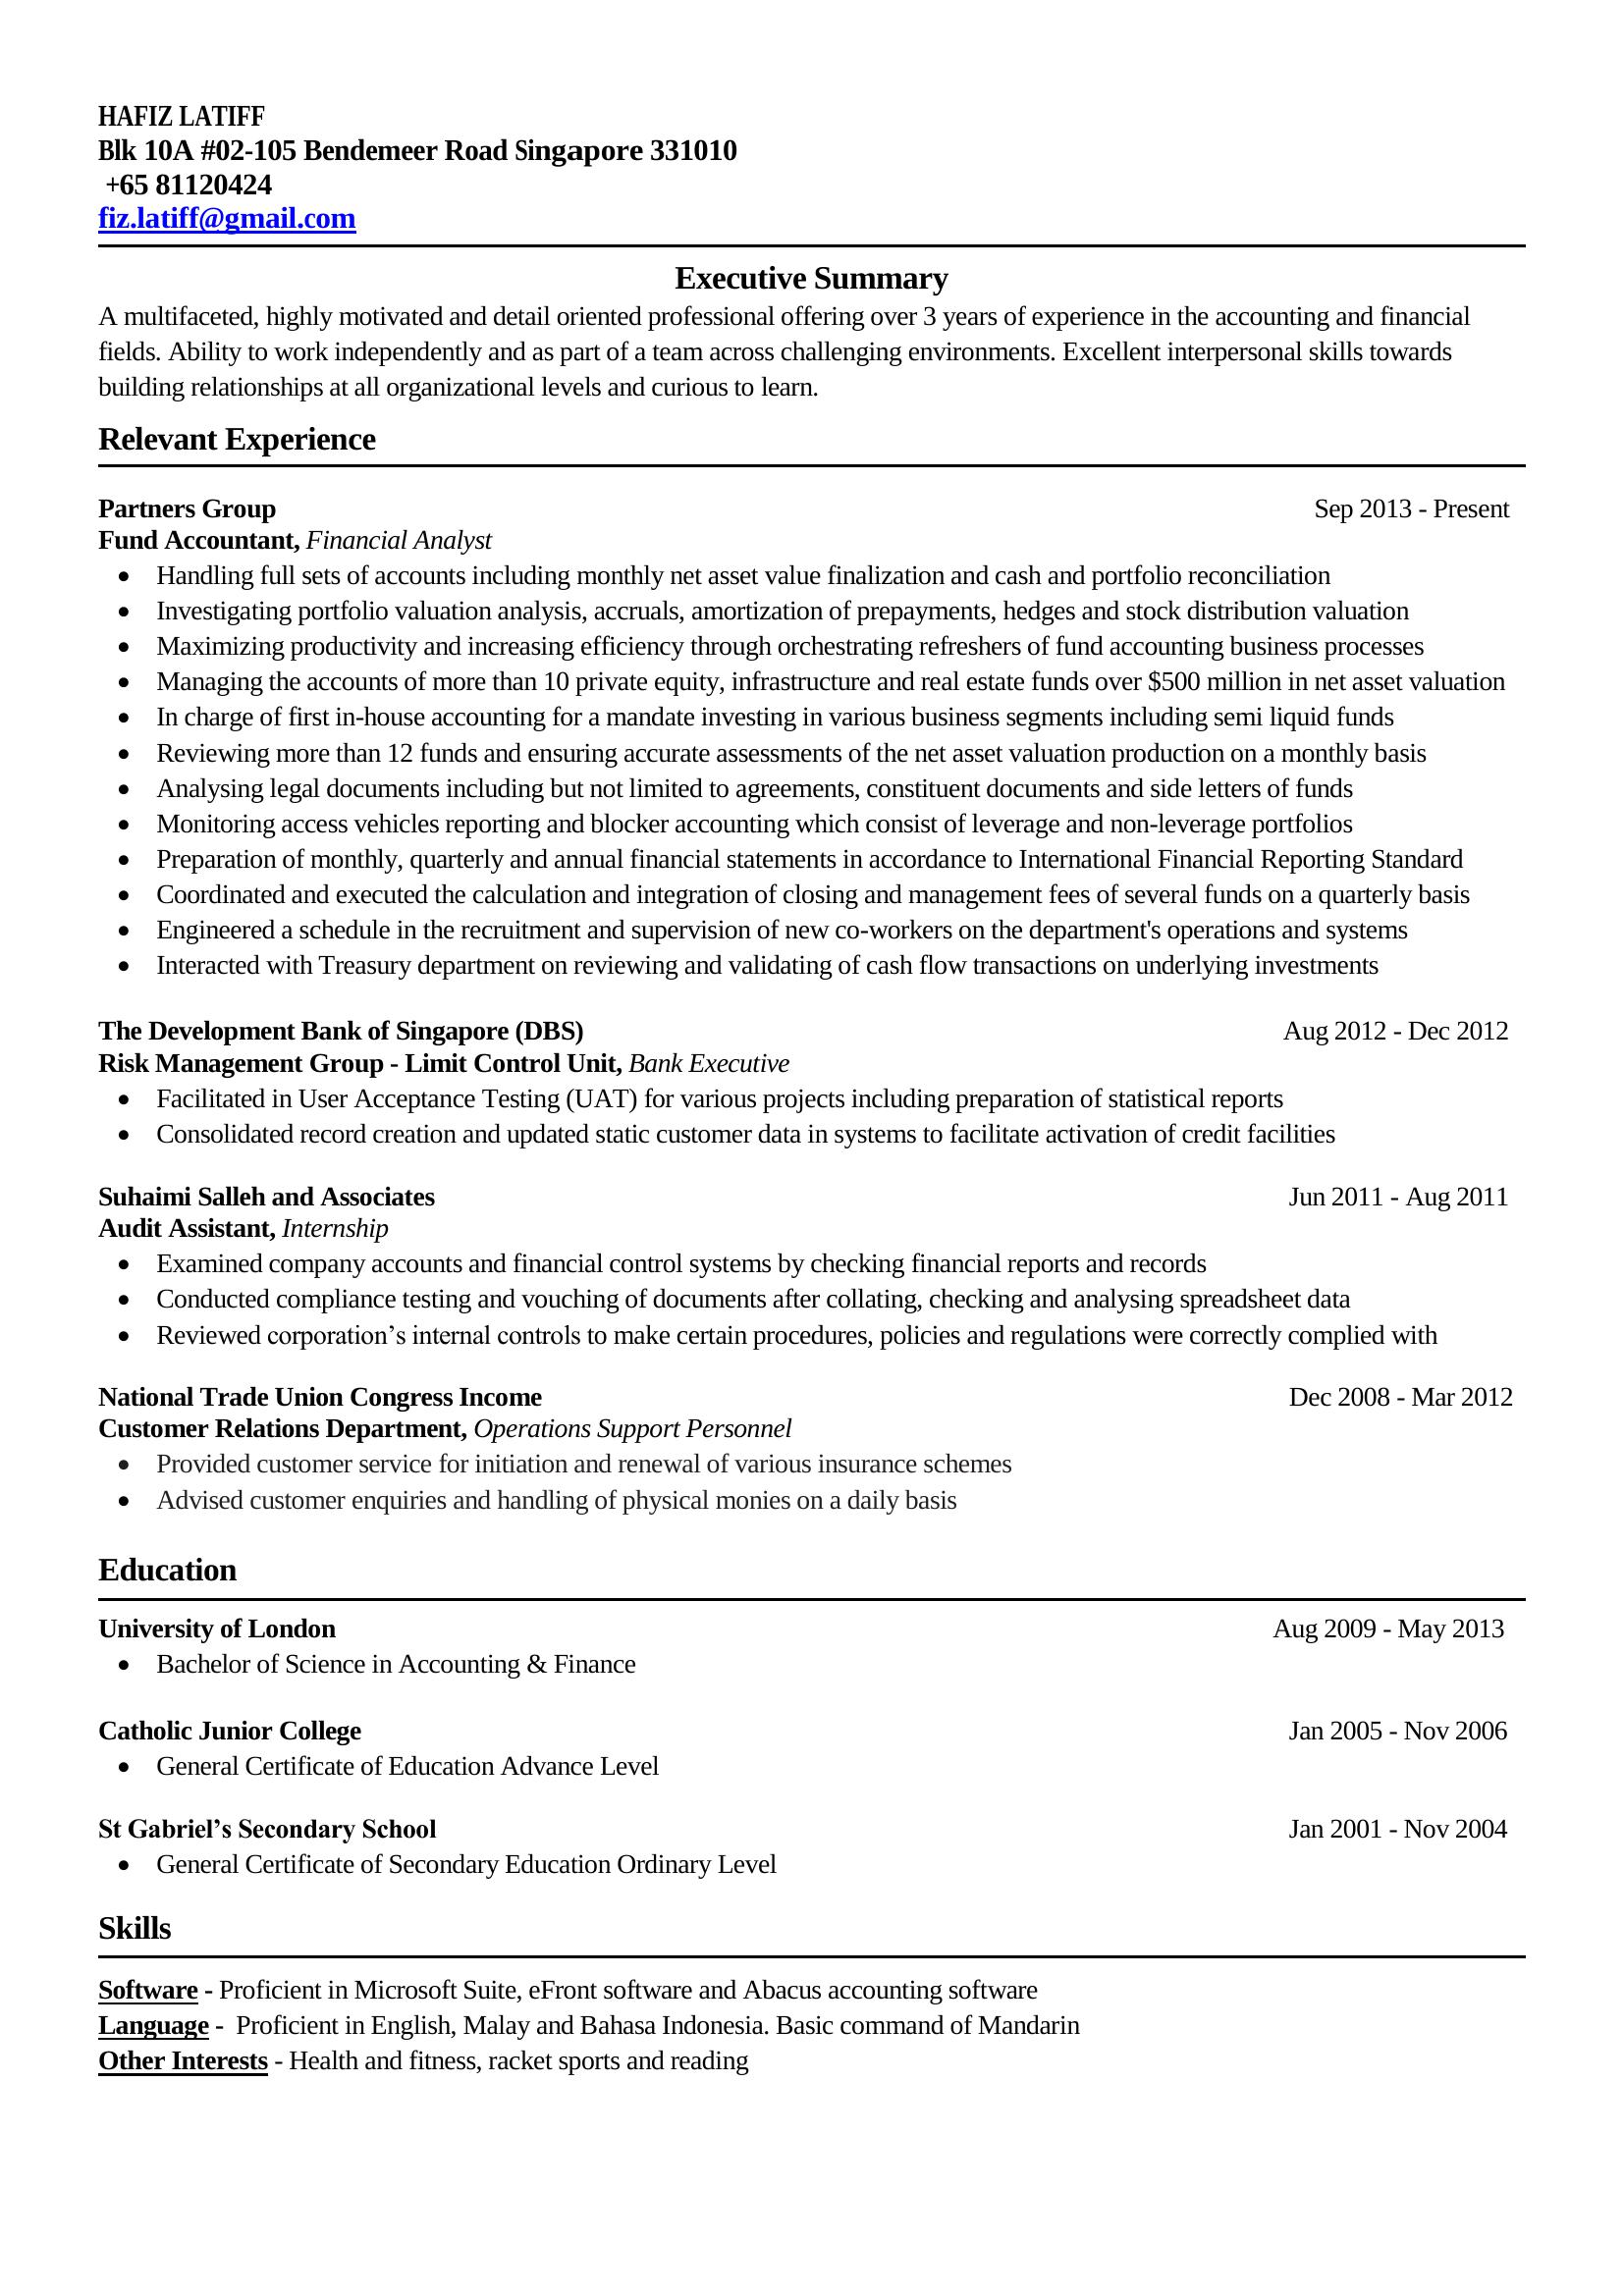 HAFIZ LATIFF
Blk 10A #02-105 Bendemeer Road Singapore 331010
+65 81120424
fiz.latiff@gmail.com
Executive Summary
A multifaceted, highly motivated and detail oriented professional offering over 3 years of experience in the accounting and financial
fields. Ability to work independently and as part of a team across challenging environments. Excellent interpersonal skills towards
building relationships at all organizational levels and curious to learn.
Relevant Experience
Partners Group Sep 2013 - Present
Fund Accountant, Financial Analyst
• Handling full sets of accounts including monthly net asset value finalization and cash and portfolio reconciliation
• Investigating portfolio valuation analysis, accruals, amortization of prepayments, hedges and stock distribution valuation
• Maximizing productivity and increasing efficiency through orchestrating refreshers of fund accounting business processes
• Managing the accounts of more than 10 private equity, infrastructure and real estate funds over $500 million in net asset valuation
• In charge of first in-house accounting for a mandate investing in various business segments including semi liquid funds
• Reviewing more than 12 funds and ensuring accurate assessments of the net asset valuation production on a monthly basis
• Analysing legal documents including but not limited to agreements, constituent documents and side letters of funds
• Monitoring access vehicles reporting and blocker accounting which consist of leverage and non-leverage portfolios
• Preparation of monthly, quarterly and annual financial statements in accordance to International Financial Reporting Standard
• Coordinated and executed the calculation and integration of closing and management fees of several funds on a quarterly basis
• Engineered a schedule in the recruitment and supervision of new co-workers on the department's operations and systems
• Interacted with Treasury department on reviewing and validating of cash flow transactions on underlying investments
The Development Bank of Singapore (DBS) Aug 2012 - Dec 2012
Risk Management Group - Limit Control Unit, Bank Executive
• Facilitated in User Acceptance Testing (UAT) for various projects including preparation of statistical reports
• Consolidated record creation and updated static customer data in systems to facilitate activation of credit facilities
Suhaimi Salleh and Associates Jun 2011 - Aug 2011
Audit Assistant, Internship
• Examined company accounts and financial control systems by checking financial reports and records
• Conducted compliance testing and vouching of documents after collating, checking and analysing spreadsheet data
• Reviewed corporation’s internal controls to make certain procedures, policies and regulations were correctly complied with
National Trade Union Congress Income Dec 2008 - Mar 2012
Customer Relations Department, Operations Support Personnel
• Provided customer service for initiation and renewal of various insurance schemes
• Advised customer enquiries and handling of physical monies on a daily basis
Education
University of London Aug 2009 - May 2013
• Bachelor of Science in Accounting & Finance
Catholic Junior College Jan 2005 - Nov 2006
• General Certificate of Education Advance Level
St Gabriel’s Secondary School Jan 2001 - Nov 2004
• General Certificate of Secondary Education Ordinary Level
Skills
Software - Proficient in Microsoft Suite, eFront software and Abacus accounting software
Language - Proficient in English, Malay and Bahasa Indonesia. Basic command of Mandarin
Other Interests - Health and fitness, racket sports and reading